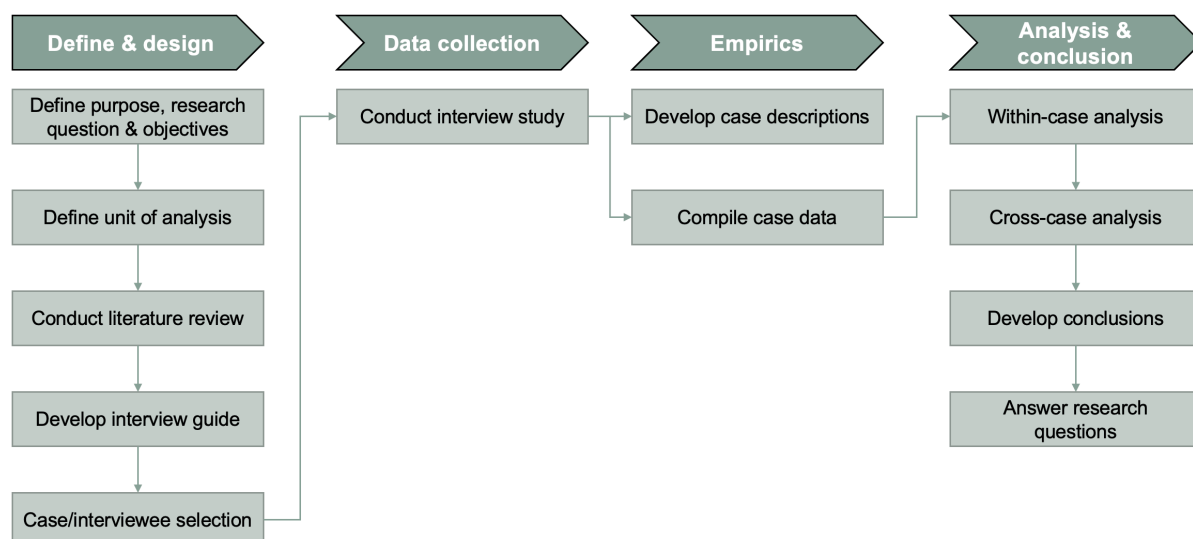 Define & design
Data collection
Empirics
Analysis &
conclusion
Define purpose, research
question & objectives
Define unit of analysis
Conduct literature review
Develop interview guide
Case/interviewee selection
Conduct interview study
Develop case descriptions
Compile case data
Within-case analysis
Cross-case analysis
Develop conclusions
Answer research
questions